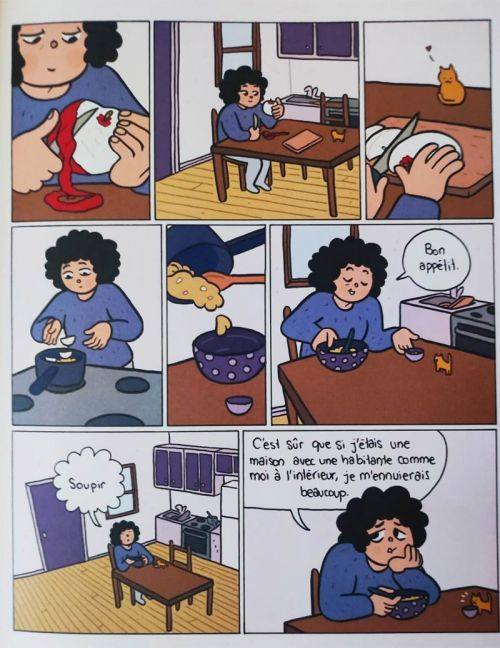 Bon
appétit.
Soupir
C'est sûr que si j'étais une
maison avec une habitante comme
moi à l'intérieur, je m'ennuierais
beaucoup.